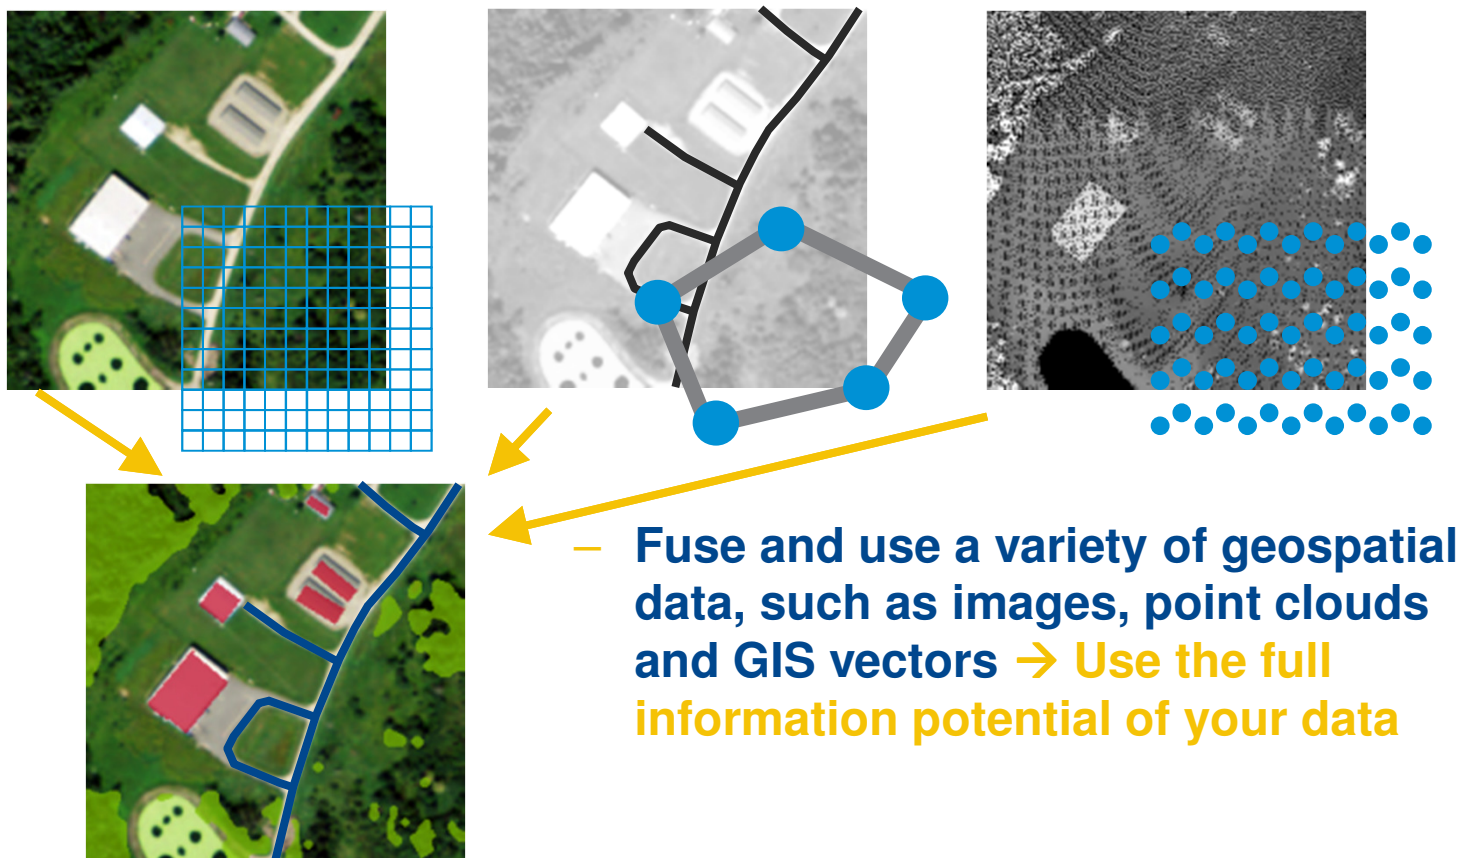 – Fuse and use a variety of geospatial
data, such as images, point clouds
and GIS vectors → Use the full
information potential of your data